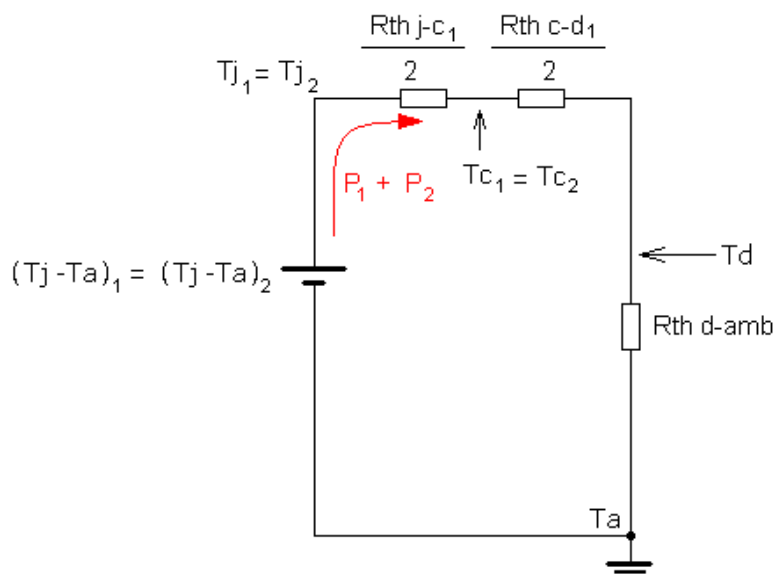 Rth j-c₁ Rth c-d₁
2 2
Tj₁ = Tj₂
P₁ + P₂
Tc₁ = Tc₂
Td
(Tj -Ta)₁ = (Tj -Ta)₂
Rth d-amb
Ta